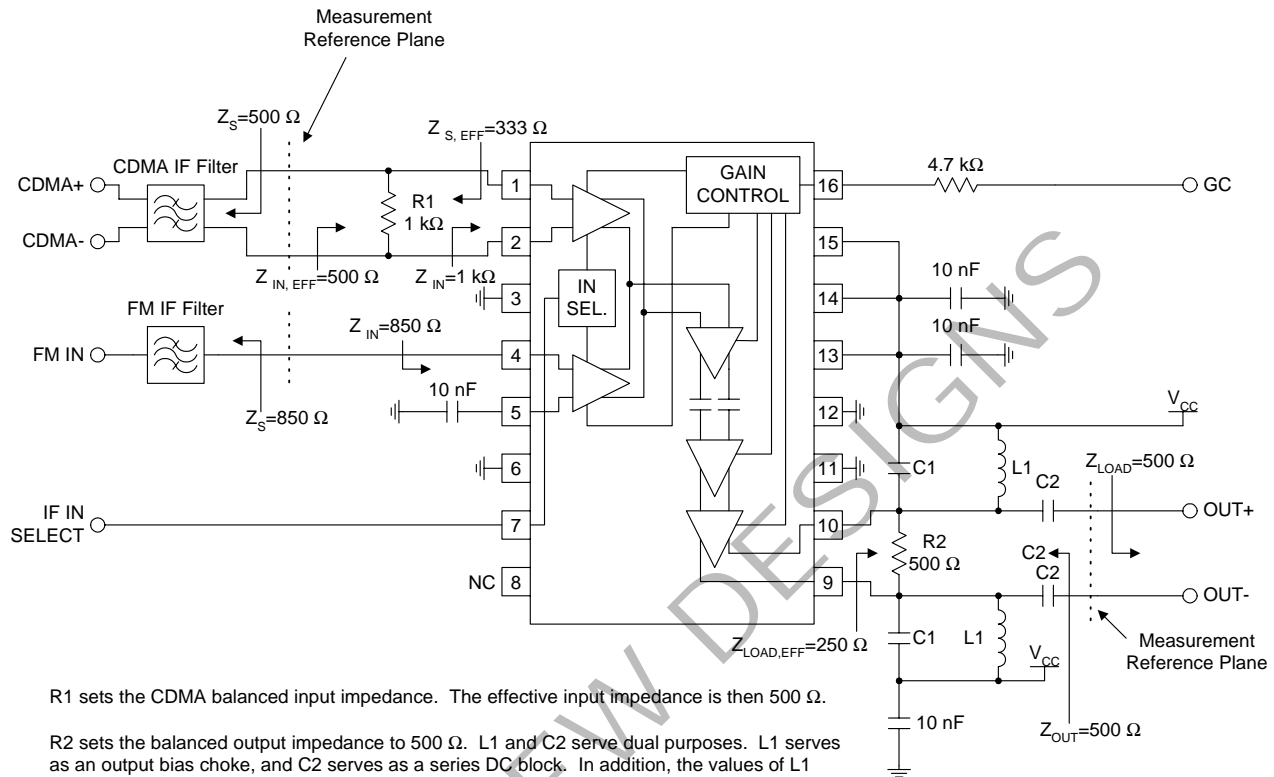 Measurement
Reference Plane
Z_S=500 Ω
Z_S, EFF=333 Ω
CDMA IF Filter
CDMA+
CDMA-
R1
1 kΩ
Z_IN, EFF=500 Ω
Z_IN=1 kΩ
FM IF Filter
FM IN
Z_IN=850 Ω
Z_S=850 Ω
10 nF
IF IN
SELECT
NC
1
2
3
4
5
6
7
8
GAIN
CONTROL
IN
SEL.
16
15
14
13
12
11
10
9
4.7 kΩ
GC
10 nF
10 nF
V_CC
C1
L1
C2
Z_LOAD=500 Ω
OUT+
R2
500 Ω
C2
C2
OUT-
Z_LOAD,EFF=250 Ω
C1
L1
V_CC
Measurement
Reference Plane
10 nF
Z_OUT=500 Ω
R1 sets the CDMA balanced input impedance. The effective input impedance is then 500 Ω.
R2 sets the balanced output impedance to 500 Ω. L1 and C2 serve dual purposes. L1 serves
as an output bias choke, and C2 serves as a series DC block. In addition, the values of L1
EW DESIGNS